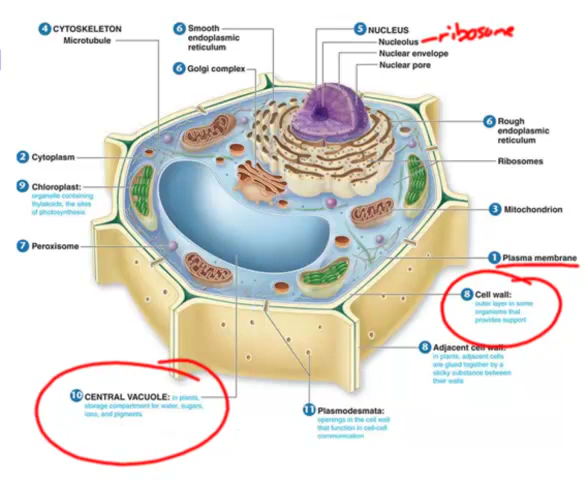 4 CYTOSKELETON
Microtubule
6 Smooth
endoplasmic
reticulum
6 Golgi complex
5 NUCLEUS
Nucleolus ribosome
Nuclear envelope
Nuclear pore
6 Rough
endoplasmic
reticulum
Ribosomes
2 Cytoplasm
9 Chloroplast:
organelle containing
thylakoids, the sites
of photosynthesis.
3 Mitochondrion
7 Peroxisome
1 Plasma membrane
8 Cell wall:
outer layer in some
organisms that
provides support
8 Adjacent cell wall:
in plants, adjacent cells
are glued together by a
sticky substance between
their walls
10 CENTRAL VACUOLE: in plants,
storage compartment for water, sugars,
ions, and pigments
11 Plasmodesmata:
openings in the cell wall
that function in cell-cell
communication